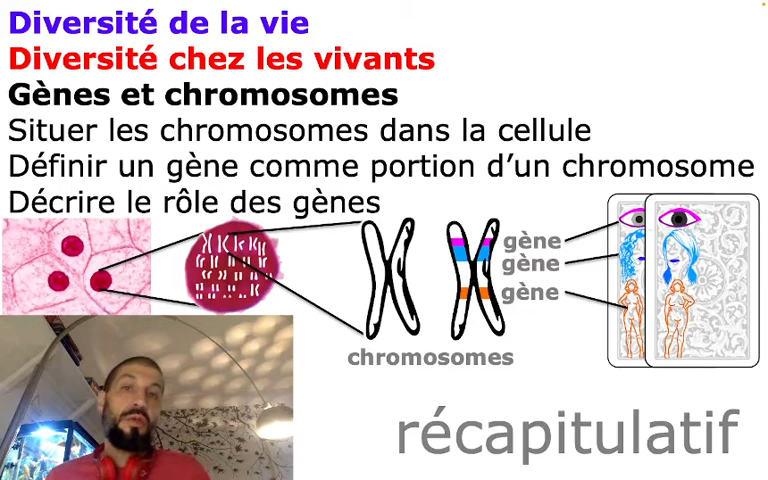 Diversité de la vie
Diversité chez les vivants
Gènes et chromosomes
Situer les chromosomes dans la cellule
Définir un gène comme portion d’un chromosome
Décrire le rôle des gènes
gène
gène
gène
chromosomes
récapitulatif